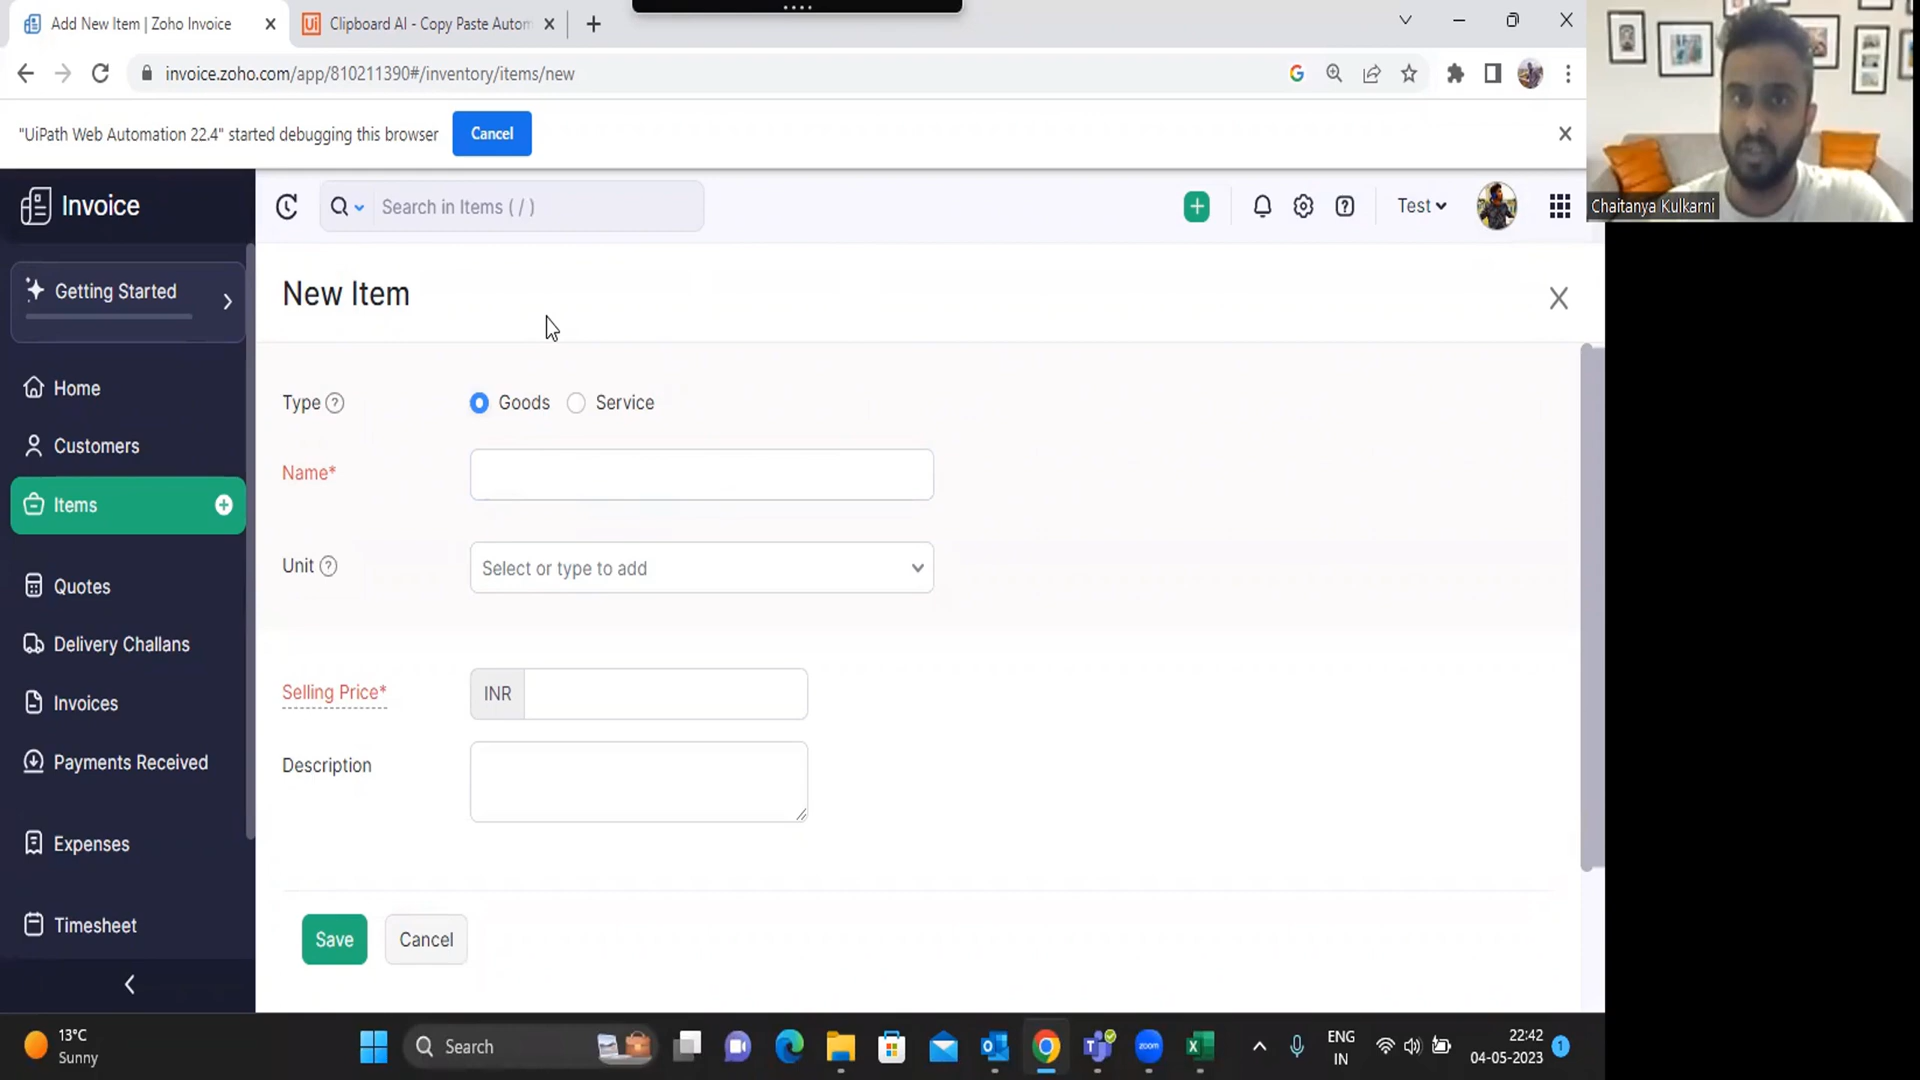 Add New Item | Zoho Invoice
Clipboard AI - Copy Paste Autom
invoice.zoho.com/app/810211390#/inventory/items/new
"UiPath Web Automation 22.4" started debugging this browser
Cancel
Invoice
Search in Items ( / )
Test
Chaitanya Kulkarni
Getting Started
New Item
Home
Type
Goods
Service
Customers
Name*
Items
Unit
Select or type to add
Quotes
Delivery Challans
Selling Price*
INR
Invoices
Payments Received
Description
Expenses
Timesheet
Save
Cancel
13°C
Sunny
Search
zoom
ENG
IN
22:42
04-05-2023
1